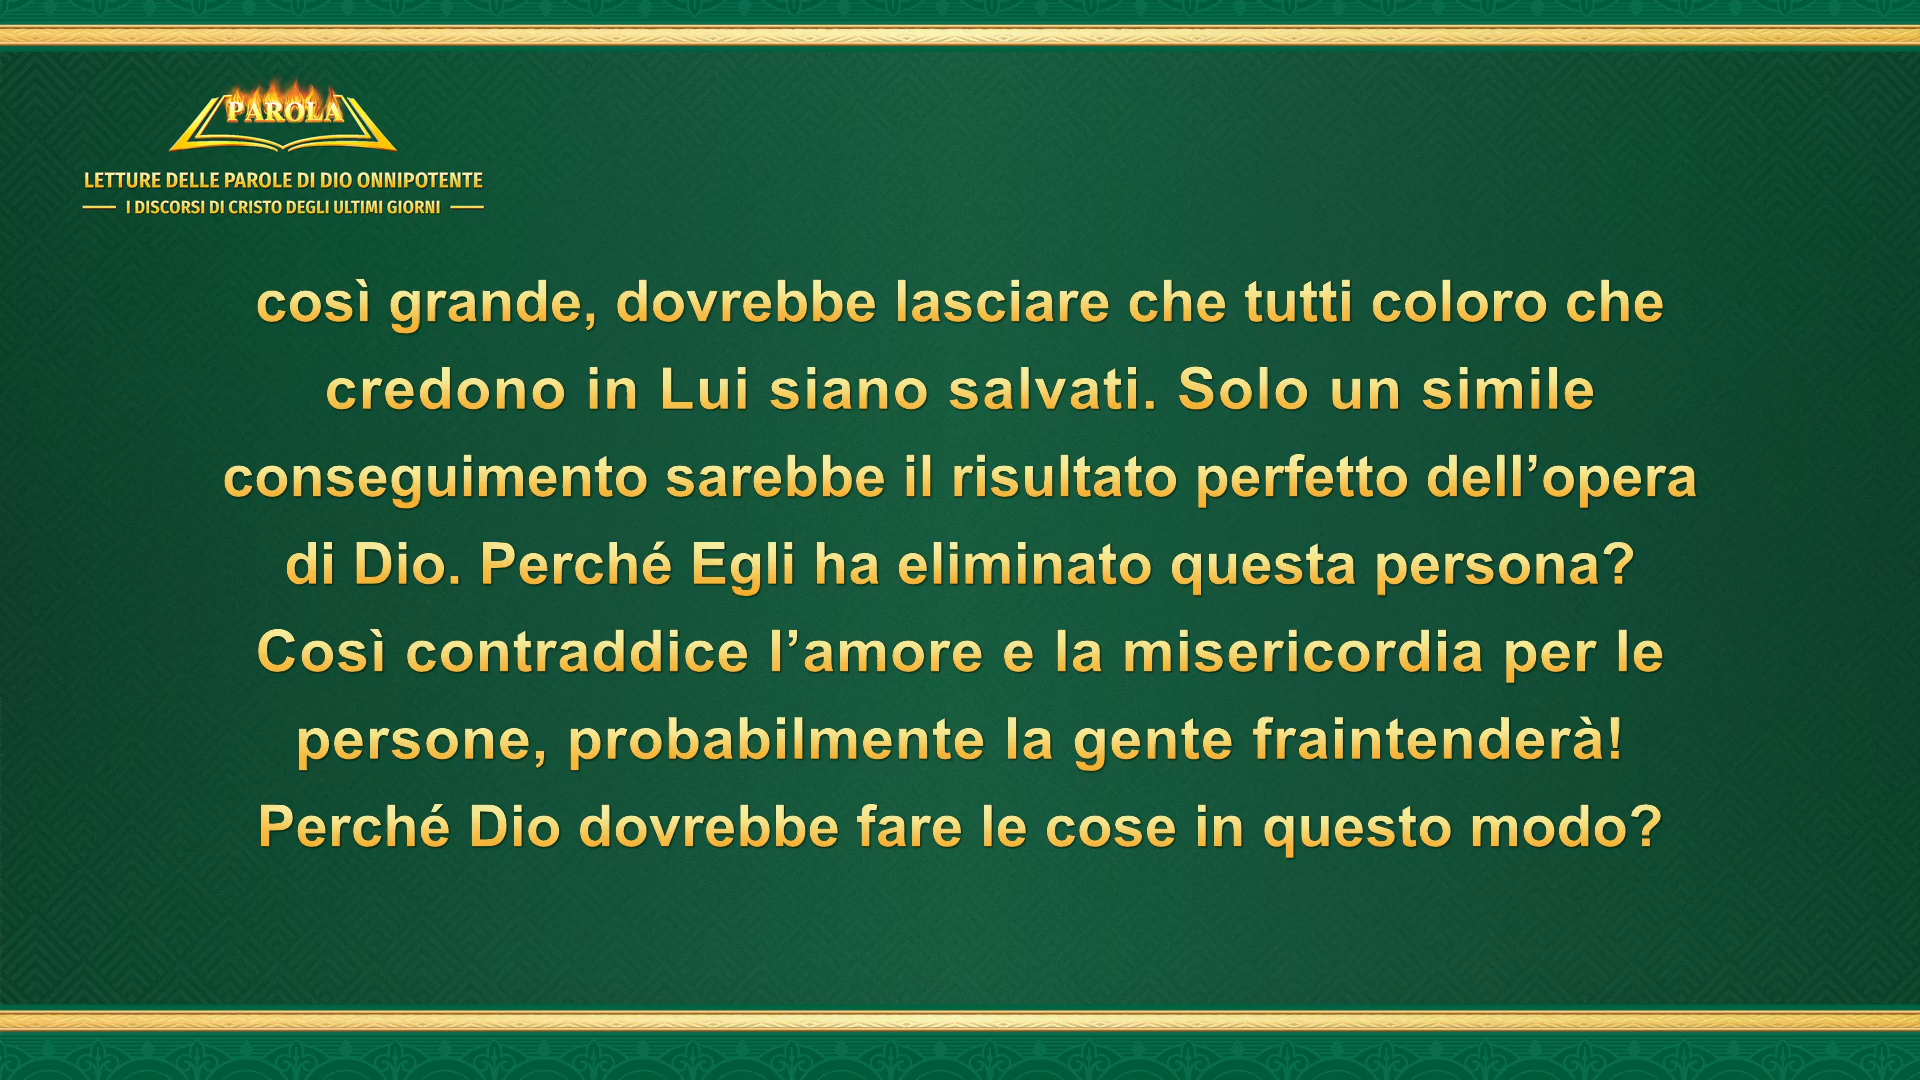 PAROLA
LETTURE DELLE PAROLE DI DIO ONNIPOTENTE
I DISCORSI DI CRISTO DEGLI ULTIMI GIORNI
così grande, dovrebbe lasciare che tutti coloro che
credono in Lui siano salvati. Solo un simile
conseguimento sarebbe il risultato perfetto dell’opera
di Dio. Perché Egli ha eliminato questa persona?
Così contraddice l’amore e la misericordia per le
persone, probabilmente la gente fraintenderà!
Perché Dio dovrebbe fare le cose in questo modo?